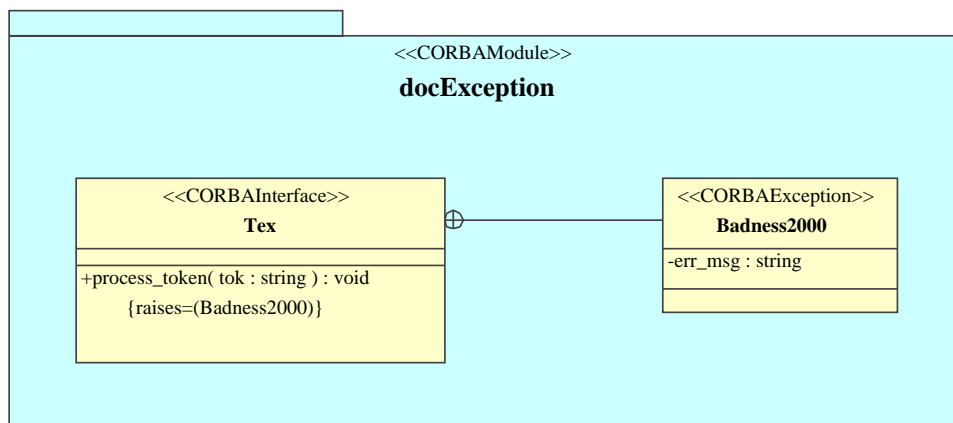 <<CORBAModule>>
docException
<<CORBAInterface>>
Tex
+process_token( tok : string ) : void
{raises=(Badness2000)}
<<CORBAException>>
Badness2000
-err_msg : string